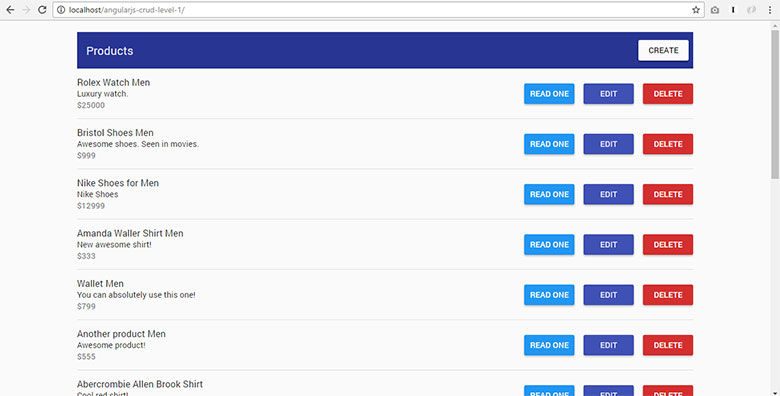 localhost/angularjs-crud-level-1/
Products
CREATE
Rolex Watch Men
Luxury watch.
$25000
READ ONE
EDIT
DELETE
Bristol Shoes Men
Awesome shoes. Seen in movies.
$999
READ ONE
EDIT
DELETE
Nike Shoes for Men
Nike Shoes
$12999
READ ONE
EDIT
DELETE
Amanda Waller Shirt Men
New awesome shirt!
$333
READ ONE
EDIT
DELETE
Wallet Men
You can absolutely use this one!
$799
READ ONE
EDIT
DELETE
Another product Men
Awesome product!
$555
READ ONE
EDIT
DELETE
Abercrombie Allen Brook Shirt
Cool red shirt!
READ ONE
EDIT
DELETE